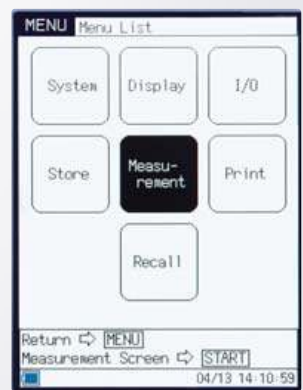 MENU Menu List
System Display I/O
Store Measu-
rement Print
Recall
Return ⇨ MENU
Measurement Screen ⇨ START
04/13 14:10:59